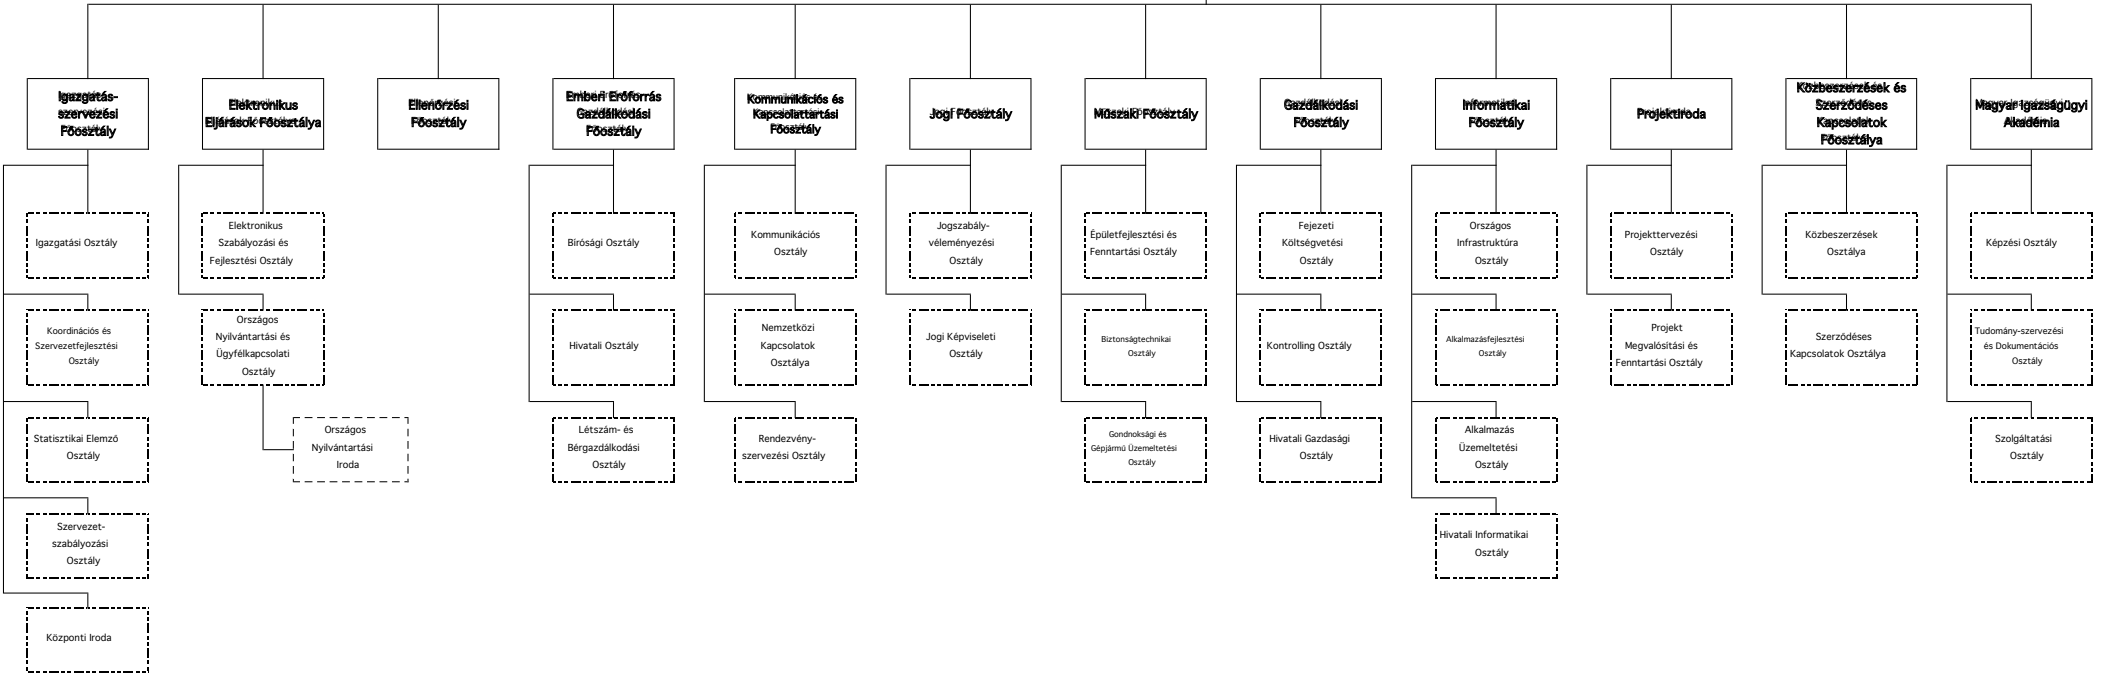 Igazgatás-
szervezési
Főosztály
Elektronikus
Eljárások Főosztálya
Ellenőrzési
Főosztály
Emberi Erőforrás
Gazdálkodási
Főosztály
Kommunikációs és
Kapcsolattartási
Főosztály
Jogi Főosztály
Műszaki Főosztály
Gazdálkodási
Főosztály
Informatikai
Főosztály
Projektiroda
Közbeszerzések és
Szerződéses
Kapcsolatok
Főosztálya
Magyar Igazságügyi
Akadémia
Igazgatási Osztály
Elektronikus
Szabályozási és
Fejlesztési Osztály
Bírósági Osztály
Kommunikációs
Osztály
Jogszabály-
véleményezési
Osztály
Épületfejlesztési és
Fenntartási Osztály
Fejezeti
Költségvetési
Osztály
Országos
Infrastruktúra
Osztály
Projekttervezési
Osztály
Közbeszerzések
Osztálya
Képzési Osztály
Koordinációs és
Szervezetfejlesztési
Osztály
Országos
Nyilvántartási és
Ügyfélkapcsolati
Osztály
Hivatali Osztály
Nemzetközi
Kapcsolatok
Osztálya
Jogi Képviseleti
Osztály
Biztonságtechnikai
Osztály
Kontrolling Osztály
Alkalmazásfejlesztési
Osztály
Projekt
Megvalósítási és
Fenntartási Osztály
Szerződéses
Kapcsolatok Osztálya
Tudomány-szervezési
és Dokumentációs
Osztály
Statisztikai Elemző
Osztály
Országos
Nyilvántartási
Iroda
Létszám- és
Bérgazdálkodási
Osztály
Rendezvény-
szervezési Osztály
Gondnoksági és
Gépjármű Üzemeltetési
Osztály
Hivatali Gazdasági
Osztály
Alkalmazás
Üzemeltetési
Osztály
Szolgáltatási
Osztály
Szervezet-
szabályozási
Osztály
Hivatali Informatikai
Osztály
Központi Iroda